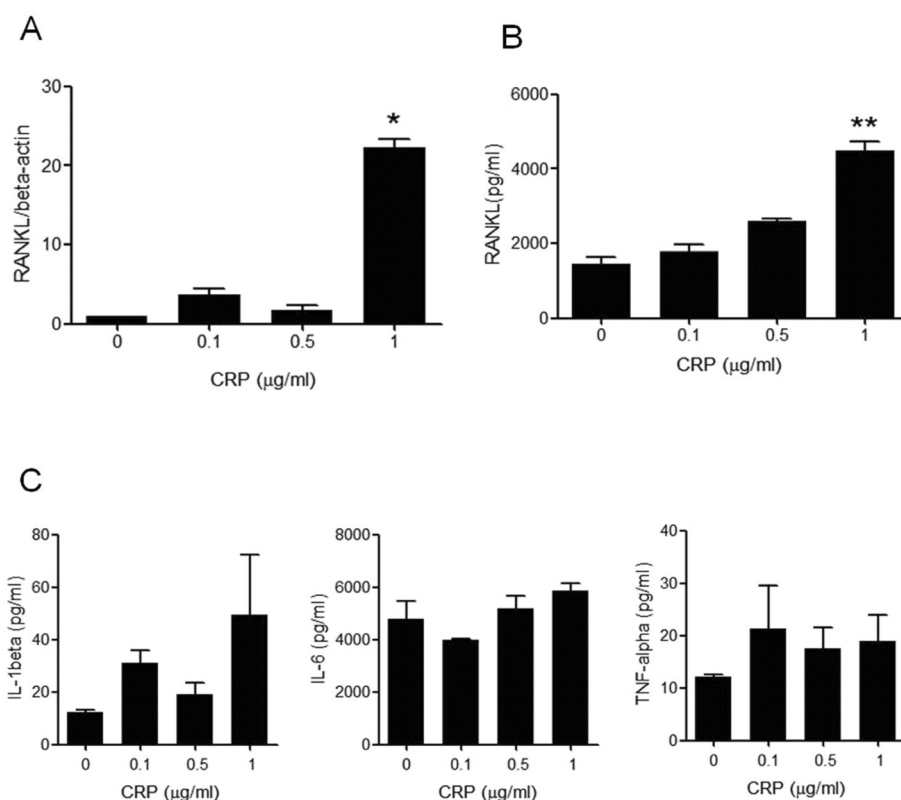 A
RANKL/beta-actin
30
20
10
0
*
0 0.1 0.5 1
CRP (μg/ml)
B
RANKL(pg/ml)
6000
4000
2000
0
**
0 0.1 0.5 1
CRP (μg/ml)
C
IL-1beta (pg/ml)
80
60
40
20
0
0 0.1 0.5 1
CRP (μg/ml)
IL-6 (pg/ml)
8000
6000
4000
2000
0
0 0.1 0.5 1
CRP (μg/ml)
TNF-alpha (pg/ml)
40
30
20
10
0
0 0.1 0.5 1
CRP (μg/ml)